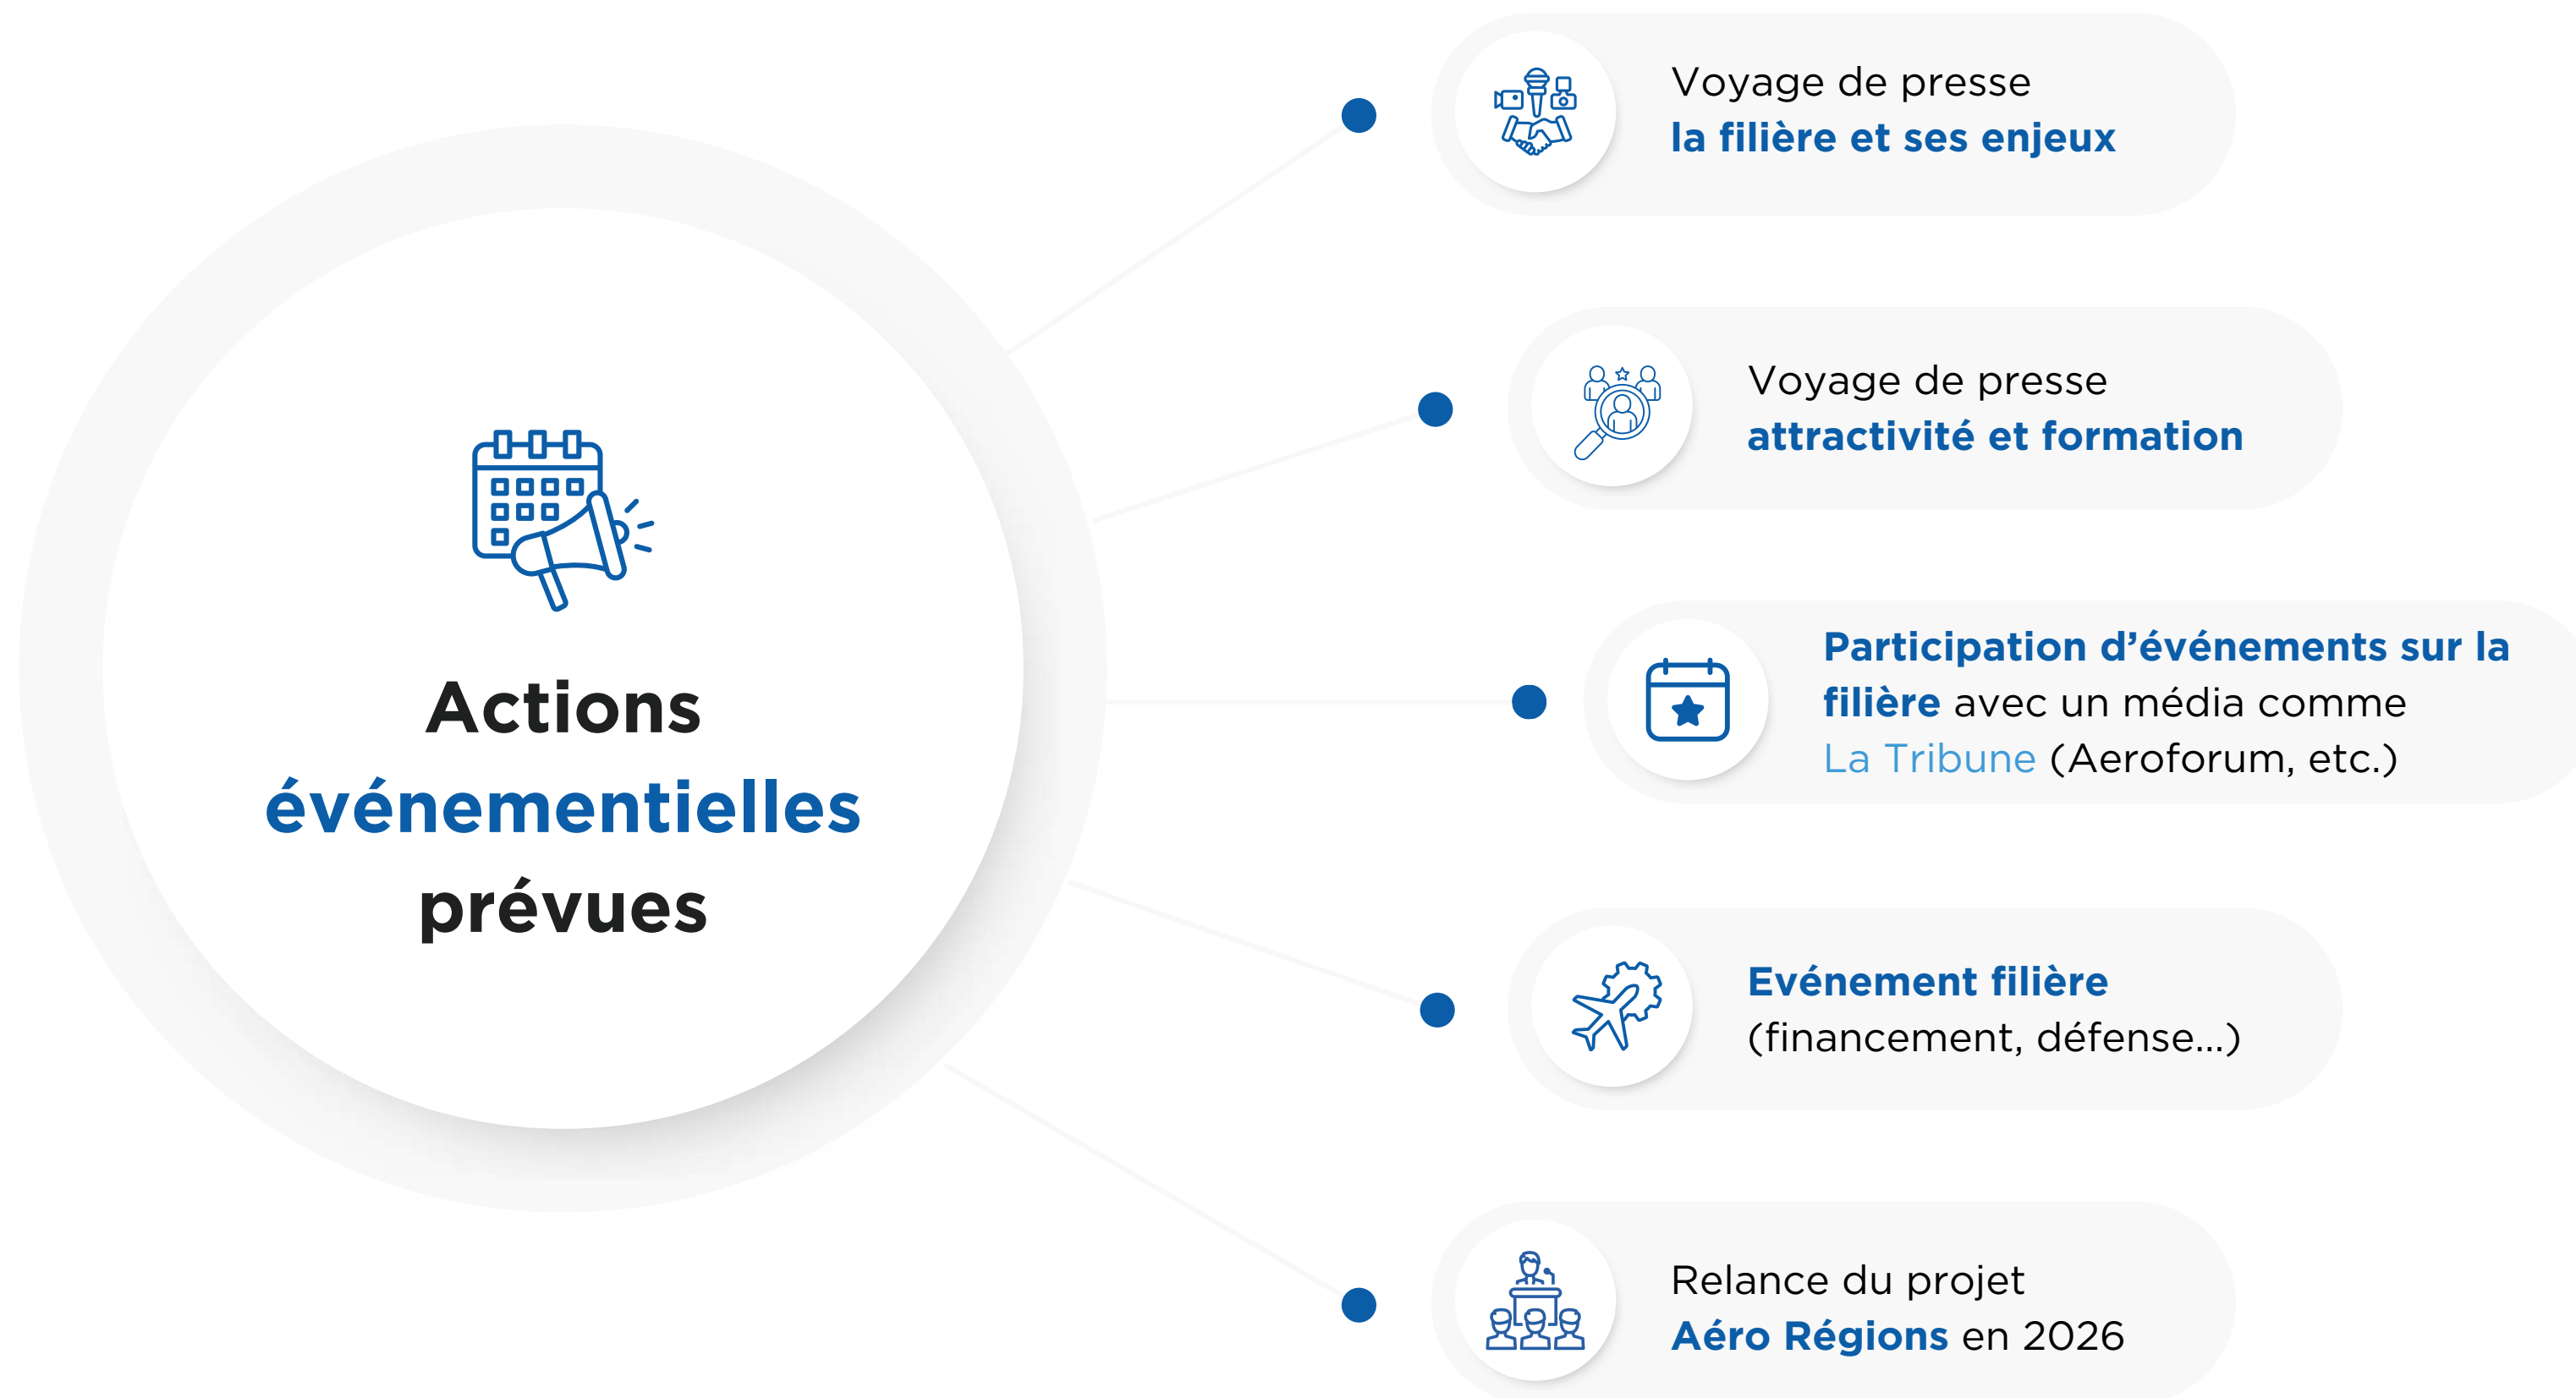 Actions
événementielles
prévues
Voyage de presse
la filière et ses enjeux
Voyage de presse
attractivité et formation
Participation d’événements sur la
filière avec un média comme
La Tribune (Aeroforum, etc.)
Evénement filière
(financement, défense...)
Relance du projet
Aéro Régions en 2026